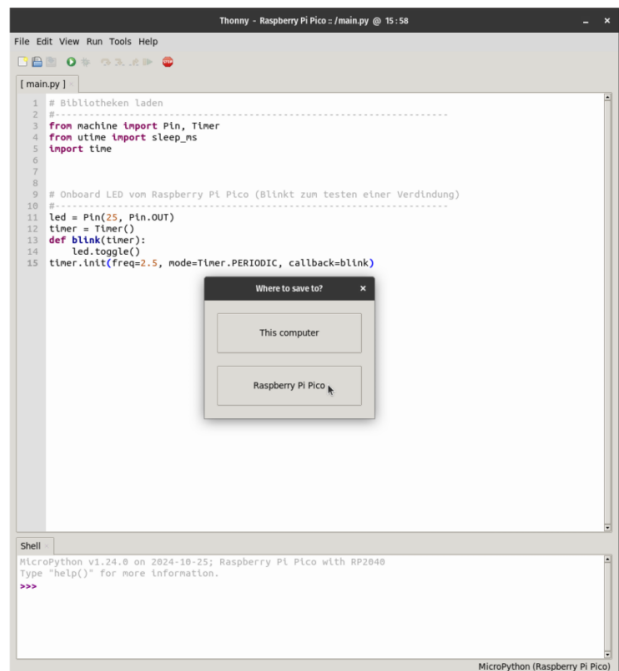 Thonny - Raspberry Pi Pico :: /main.py @ 15 : 58
File Edit View Run Tools Help
[ main.py ]
1 # Bibliotheken laden
2 #------------------------------------------------------------------
3 from machine import Pin, Timer
4 from utime import sleep_ms
5 import time
6
7
8
9 # Onboard LED vom Raspberry Pi Pico (Blinkt zum testen einer Verdindung)
10 #------------------------------------------------------------------
11 led = Pin(25, Pin.OUT)
12 timer = Timer()
13 def blink(timer):
14     led.toggle()
15 timer.init(freq=2.5, mode=Timer.PERIODIC, callback=blink)
Where to save to?
This computer
Raspberry Pi Pico
Shell
MicroPython v1.24.0 on 2024-10-25; Raspberry Pi Pico with RP2040
Type "help()" for more information.
>>>
MicroPython (Raspberry Pi Pico)